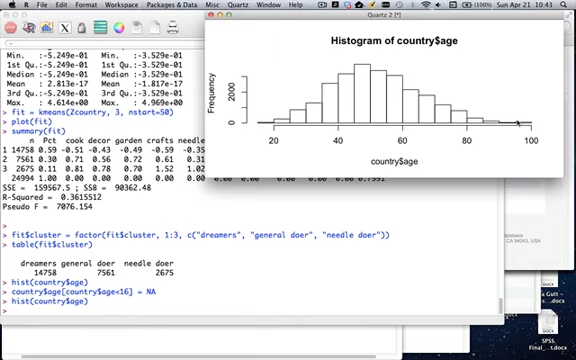 R File Edit Format Workspace Packages & Data Misc Quartz Window Help Sun Apr 21 10:43
Quartz 2 [*]
Histogram of country$age
Frequency
2000
0
20 40 60 80 100
country$age
Min. :-5.249e-01 Min. :-3.529e-01
1st Qu.:-5.249e-01 1st Qu.:-3.529e-01
Median :-5.249e-01 Median :-3.529e-01
Mean : 2.813e-17 Mean :-1.817e-17
3rd Qu.:-5.249e-01 3rd Qu.:-3.529e-01
Max. : 4.614e+00 Max. : 4.969e+00
> fit = kmeans(Zcountry, 3, nstart=50)
> plot(fit)
> summary(fit)
n Pct cook decor garden crafts needle
1 14758 0.59 -0.51 -0.43 -0.49 -0.59 -0.35
2 7561 0.30 0.71 0.56 0.72 0.61 0.31
3 2675 0.11 0.81 0.78 0.70 1.52 1.02
24994 1.00 0.00 0.00 0.00 0.00 0.00
SSE = 159567.5 ; SSB = 90362.48
R-Squared = 0.3615512
Pseudo F = 7076.154
>
> fit$cluster = factor(fit$cluster, 1:3, c("dreamers", "general doer", "needle doer"))
> table(fit$cluster)
dreamers general doer needle doer
14758 7561 2675
> hist(country$age)
> country$age[country$age<16] = NA
> hist(country$age)
>
database
CA 94043, USA
DOCX
DOCX
SPSS
Final_...t.docx